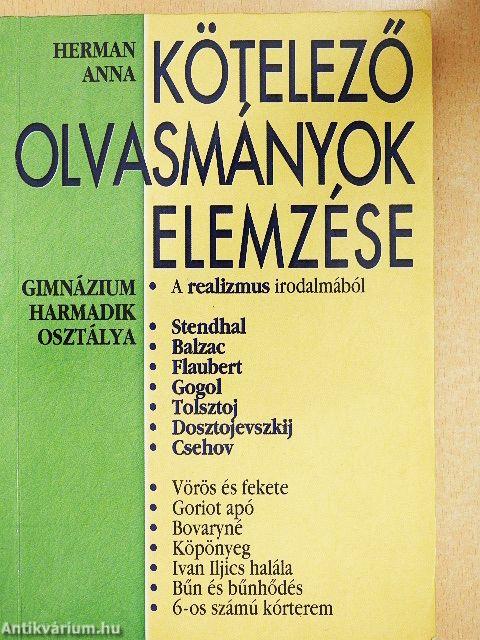 HERMAN
ANNA
KÖTELEZŐ
OLVASMÁNYOK
ELEMZÉSE
GIMNÁZIUM
HARMADIK
OSZTÁLYA
• A realizmus irodalmából
• Stendhal
• Balzac
• Flaubert
• Gogol
• Tolsztoj
• Dosztojevszkij
• Csehov
• Vörös és fekete
• Goriot apó
• Bovaryné
• Köpönyeg
• Ivan Iljics halála
• Bűn és bűnhődés
• 6-os számú kórterem
Antikvárium.hu